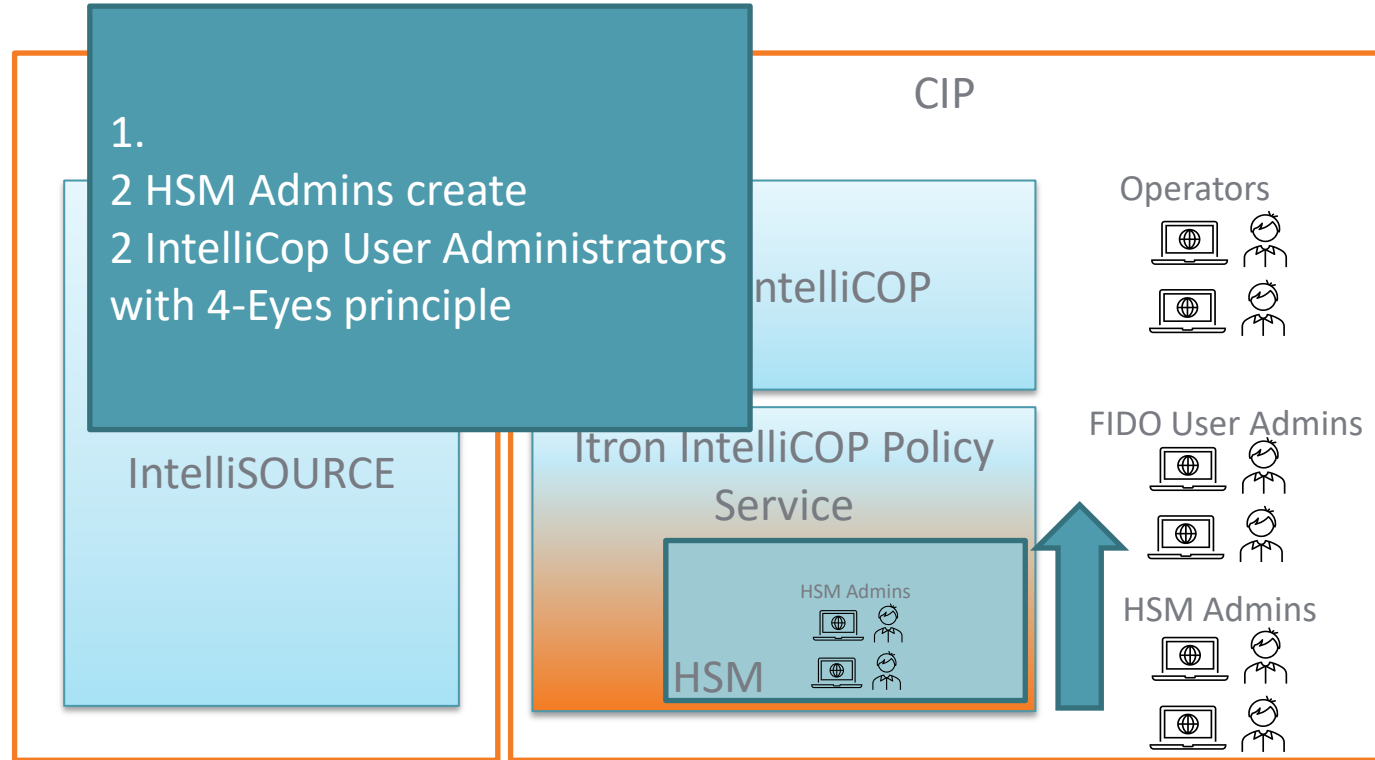 CIP
1.
2 HSM Admins create
2 IntelliCop User Administrators
with 4-Eyes principle
ntelliCOP
Operators
IntelliSOURCE
Itron IntelliCOP Policy
Service
FIDO User Admins
HSM Admins
HSM
HSM Admins